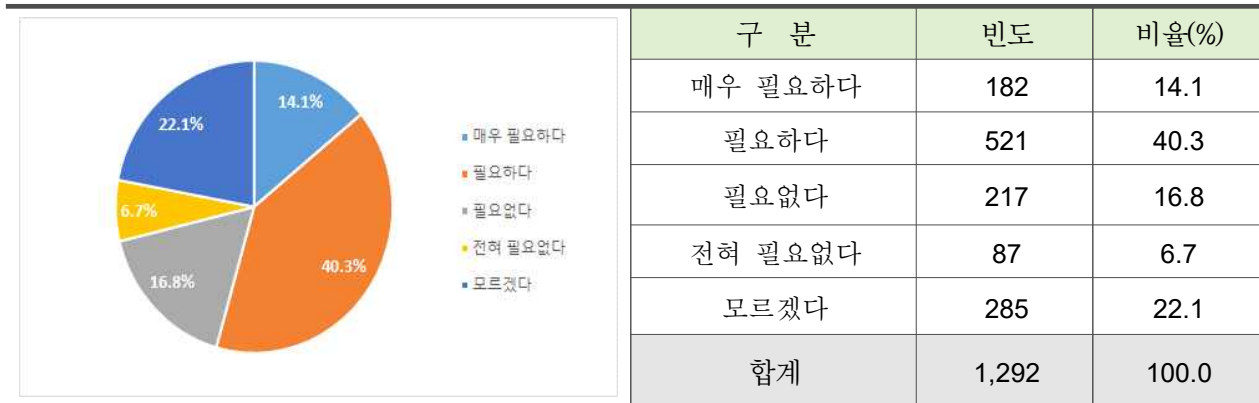 14.1%
22.1%
6.7%
16.8%
40.3%
매우 필요하다
필요하다
필요없다
전혀 필요없다
모르겠다
구 분 빈도 비율(%)
매우 필요하다 182 14.1
필요하다 521 40.3
필요없다 217 16.8
전혀 필요없다 87 6.7
모르겠다 285 22.1
합계 1,292 100.0